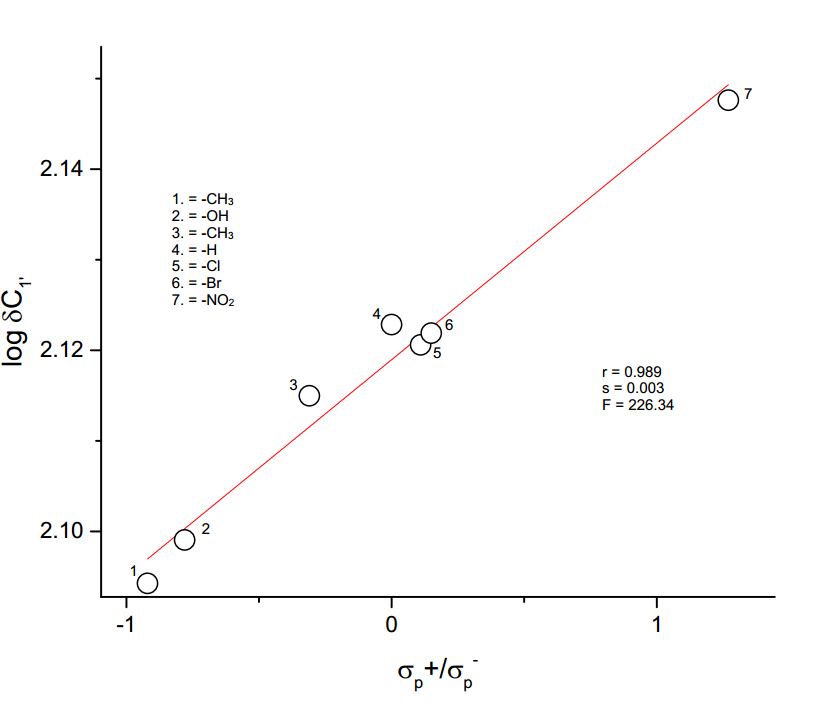 log δC1'
2.14
2.12
2.10
1. = -CH₃
2. = -OH
3. = -CH₃
4. = -H
5. = -Cl
6. = -Br
7. = -NO₂
7
4
6
5
3
2
1
r = 0.989
s = 0.003
F = 226.34
-1 0 1
σp+/σp⁻